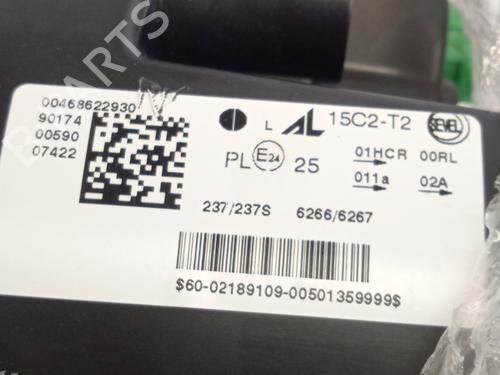 00468622930
90174
00590
07422
L AL 15C2-T2 SEVEL
PL E24 25
01HCR 00RL
011a 02A
237/237S 6266/6267
$60-02189109-00501359999$
B PARTS